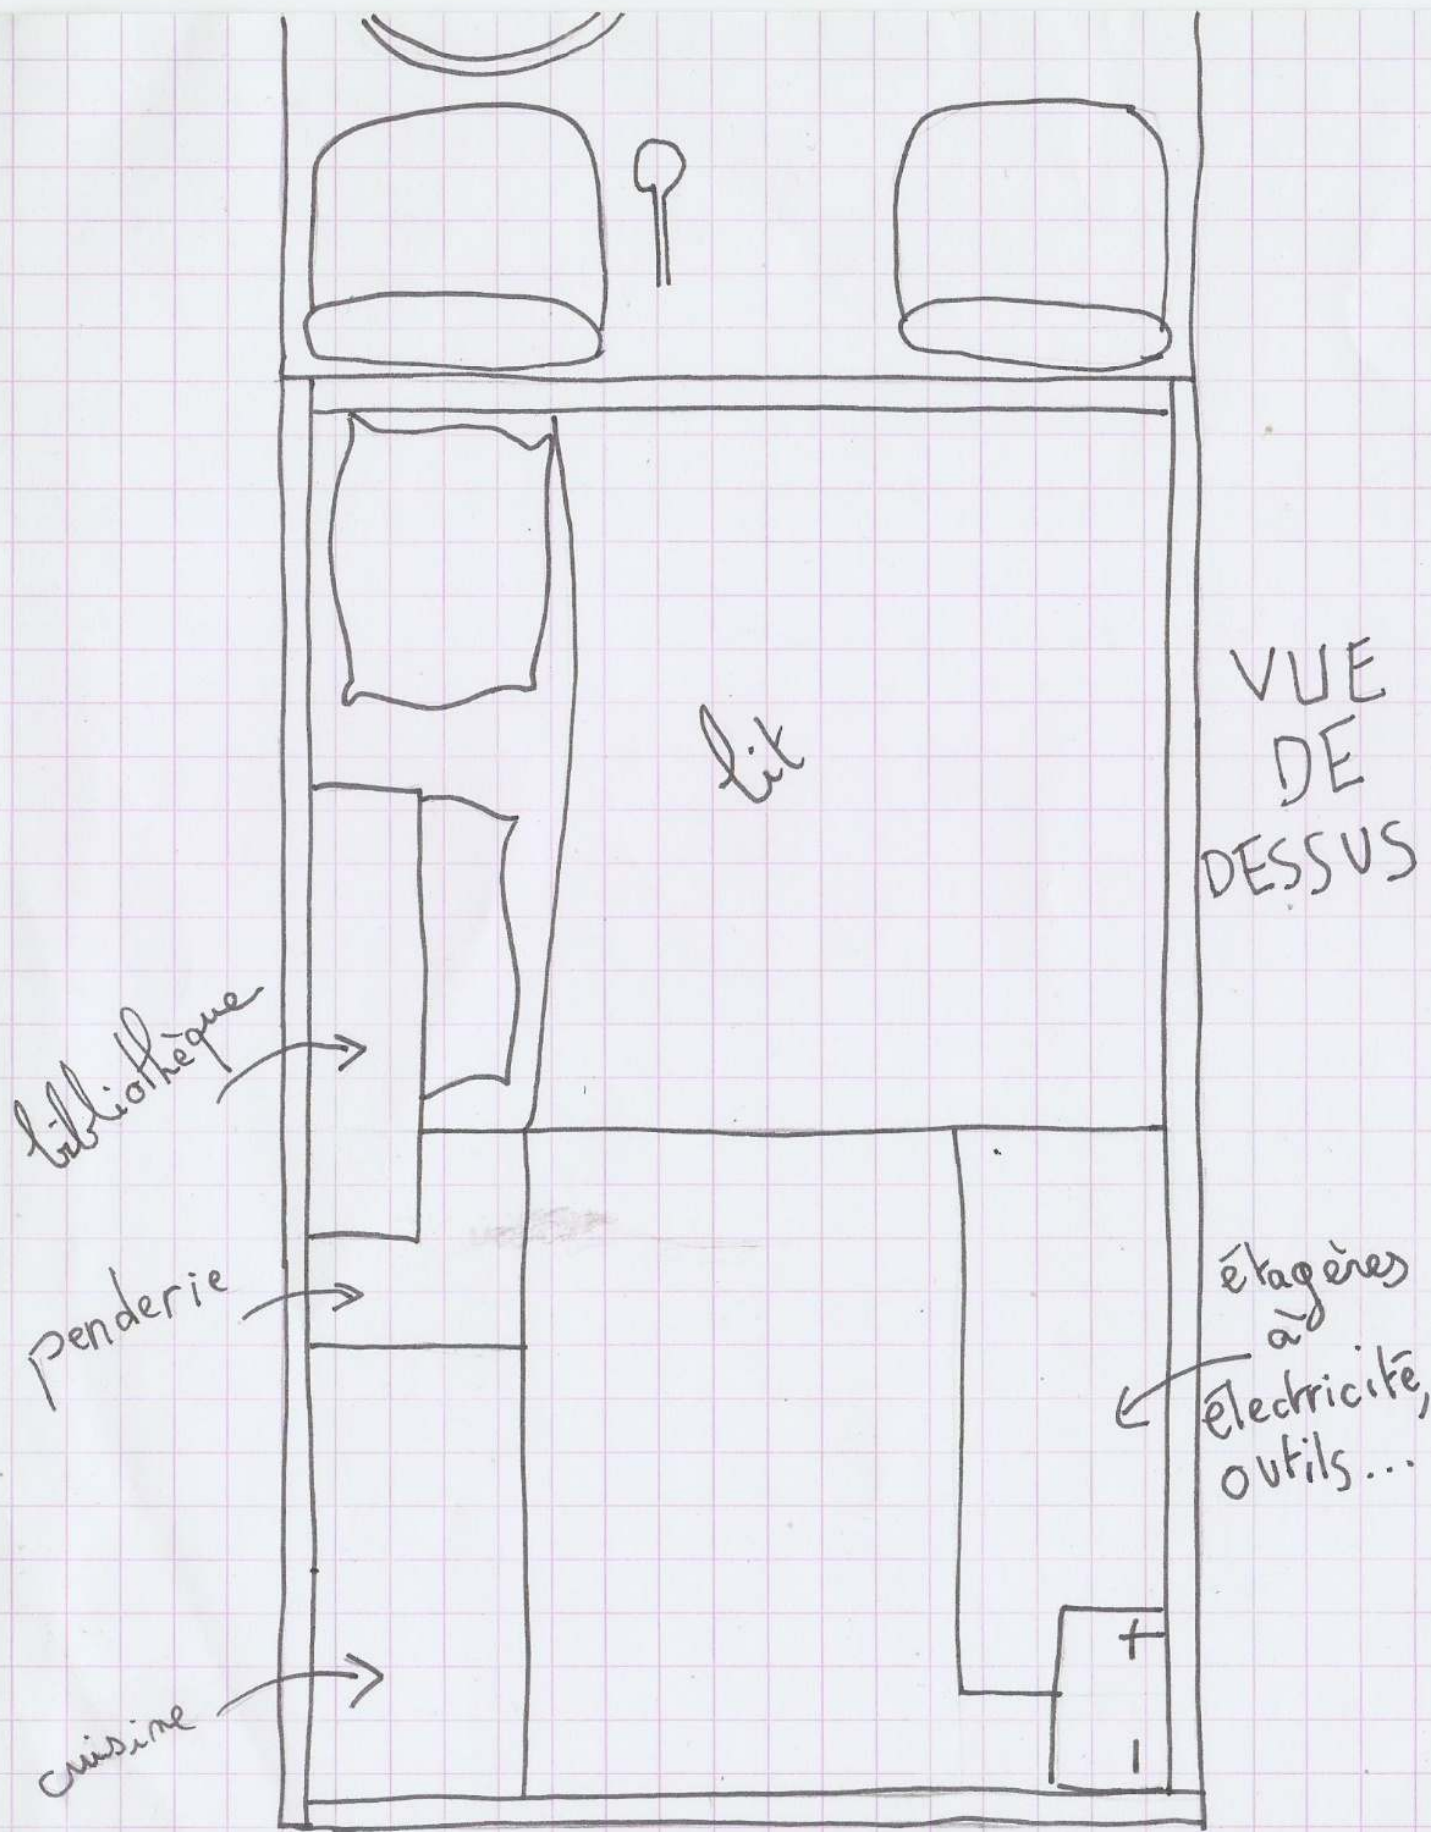 lit
VUE
DE
DESSUS
bibliothèque
penderie
étagères
à
électricité,
outils...
cuisine
+
-